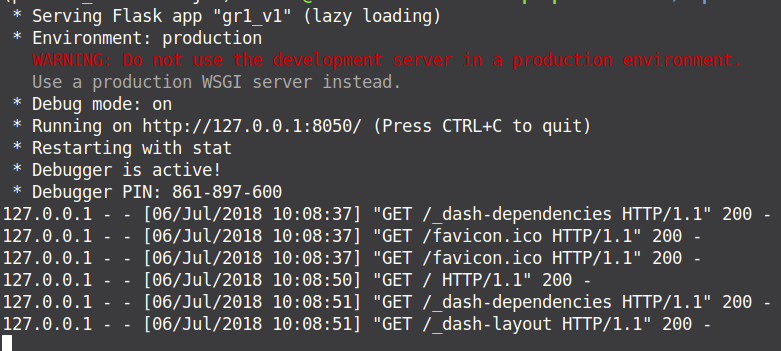 * Serving Flask app "gr1_v1" (lazy loading)
* Environment: production
WARNING: Do not use the development server in a production environment.
Use a production WSGI server instead.
* Debug mode: on
* Running on http://127.0.0.1:8050/ (Press CTRL+C to quit)
* Restarting with stat
* Debugger is active!
* Debugger PIN: 861-897-600
127.0.0.1 - - [06/Jul/2018 10:08:37] "GET /_dash-dependencies HTTP/1.1" 200 -
127.0.0.1 - - [06/Jul/2018 10:08:37] "GET /favicon.ico HTTP/1.1" 200 -
127.0.0.1 - - [06/Jul/2018 10:08:37] "GET /favicon.ico HTTP/1.1" 200 -
127.0.0.1 - - [06/Jul/2018 10:08:50] "GET / HTTP/1.1" 200 -
127.0.0.1 - - [06/Jul/2018 10:08:51] "GET /_dash-dependencies HTTP/1.1" 200 -
127.0.0.1 - - [06/Jul/2018 10:08:51] "GET /_dash-layout HTTP/1.1" 200 -